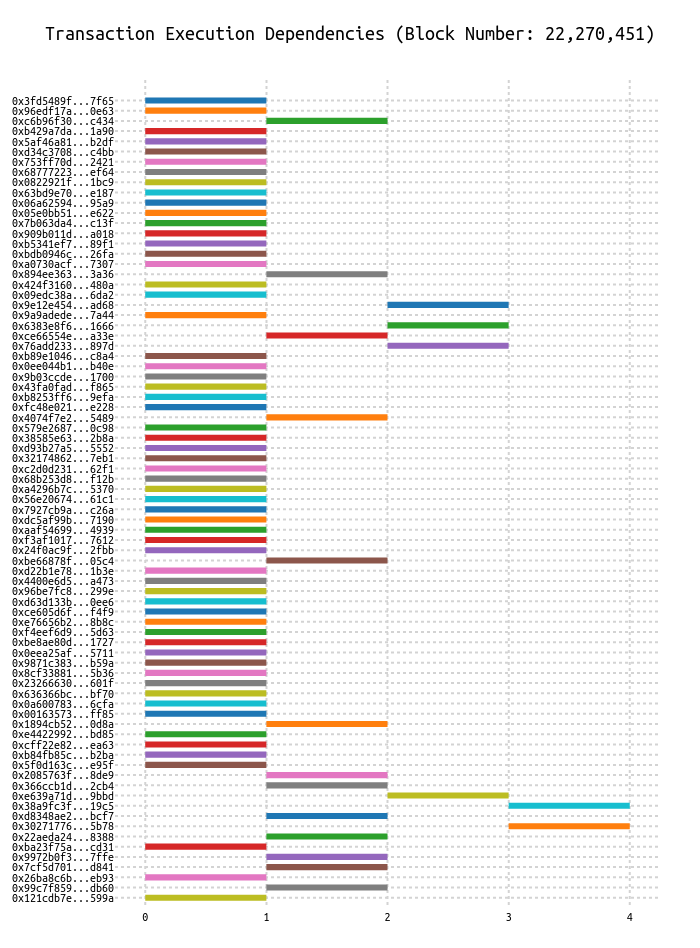 Transaction Execution Dependencies (Block Number: 22,270,451)
0x3fd5489f...7f65
0x96edf17a...0e63
0xc6b96f30...c434
0xb429a7da...1a90
0x5af46a81...b2df
0xd34c3708...c4bb
0x753ff70d...2421
0x68777223...ef64
0x0822921f...1bc9
0x63bd9e70...e187
0x06a62594...95a9
0x05e0bb51...e622
0x7b063da4...c13f
0x909b011d...a018
0xb5341ef7...89f1
0xbdb0946c...26fa
0xa0730acf...7307
0x894ee363...3a36
0x424f3160...480a
0x09edc38a...6da2
0x9e12e454...ad68
0x9a9adede...7a44
0x6383e8f6...1666
0xce66554e...a33e
0x76add233...897d
0xb89e1046...c8a4
0x0ee044b1...b40e
0x9b03ccde...1700
0x43fa0fad...f865
0xb8253ff6...9efa
0xfc48e021...e228
0x4074f7e2...5489
0x579e2687...0c98
0x38585e63...2b8a
0xd93b27a5...5552
0x32174862...7eb1
0xc2d0d231...62f1
0x68b253d8...f12b
0xa4296b7c...5370
0x56e20674...61c1
0x7927cb9a...c26a
0xdc5af99b...7190
0xaaf54699...4939
0xf3af1017...7612
0x24f0ac9f...2fbb
0xbe66878f...05c4
0xd22b1e78...1b3e
0x4400e6d5...a473
0x96be7fc8...299e
0xd63d133b...0ee6
0xce605d6f...f4f9
0xe76656b2...8b8c
0xf4eef6d9...5d63
0xbe8ae80d...1727
0x0eea25af...5711
0x9871c383...b59a
0x8cf33881...5b36
0x23266630...601f
0x636366bc...bf70
0x0a600783...6cfa
0x00163573...ff85
0x1894cb52...0d8a
0xe4422992...bd85
0xcff22e82...ea63
0xb84fb85c...b2ba
0x5f0d163c...e95f
0x2085763f...8de9
0x366ccb1d...2cb4
0xe639a71d...9bbd
0x38a9fc3f...19c5
0xd8348ae2...bcf7
0x30271776...5b78
0x22aeda24...8388
0xba23f75a...cd31
0x9972b0f3...7ffe
0x7cf5d701...d841
0x26ba8c6b...eb93
0x99c7f859...db60
0x121cdb7e...599a
0 1 2 3 4